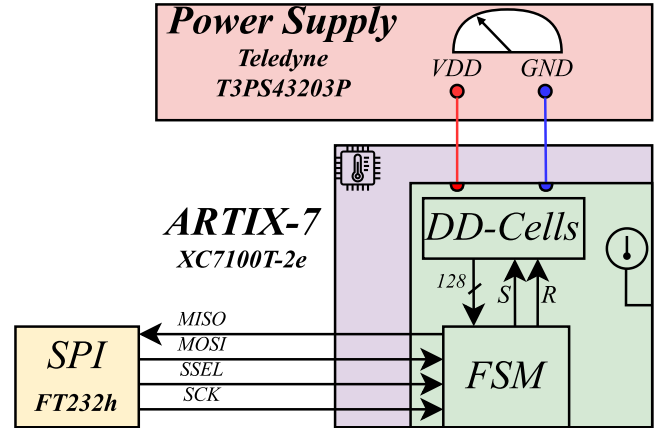 Power Supply
Teledyne
T3PS43203P
VDD
GND
ARTIX-7
XC7100T-2e
DD-Cells
128
S
R
MISO
MOSI
SSEL
SCK
SPI
FT232h
FSM